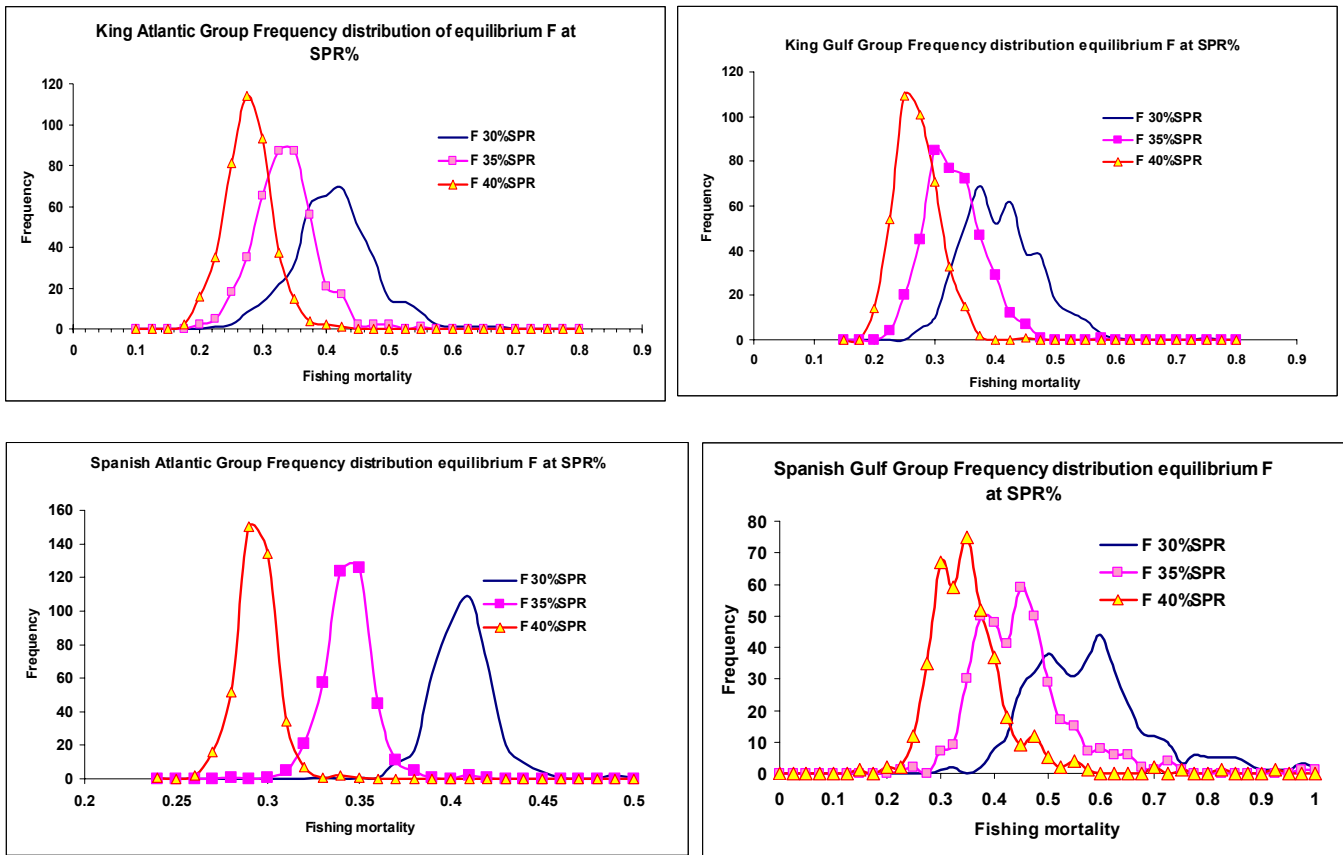 King Atlantic Group Frequency distribution of equilibrium F at
SPR%
120
100
80
60
40
20
0
Frequency
F 30%SPR
F 35%SPR
F 40%SPR
0 0.1 0.2 0.3 0.4 0.5 0.6 0.7 0.8 0.9
Fishing mortality
King Gulf Group Frequency distribution equilibrium F at SPR%
120
100
80
60
40
20
0
Frequency
F 30%SPR
F 35%SPR
F 40%SPR
0 0.1 0.2 0.3 0.4 0.5 0.6 0.7 0.8 0.9
Fishing mortality
Spanish Atlantic Group Frequency distribution equilibrium F at SPR%
160
140
120
100
80
60
40
20
0
Frequency
F 30%SPR
F 35%SPR
F 40%SPR
0.2 0.25 0.3 0.35 0.4 0.45 0.5
Fishing mortality
Spanish Gulf Group Frequency distribution equilibrium F
at SPR%
80
70
60
50
40
30
20
10
0
Frequency
F 30%SPR
F 35%SPR
F 40%SPR
0 0.1 0.2 0.3 0.4 0.5 0.6 0.7 0.8 0.9 1
Fishing mortality